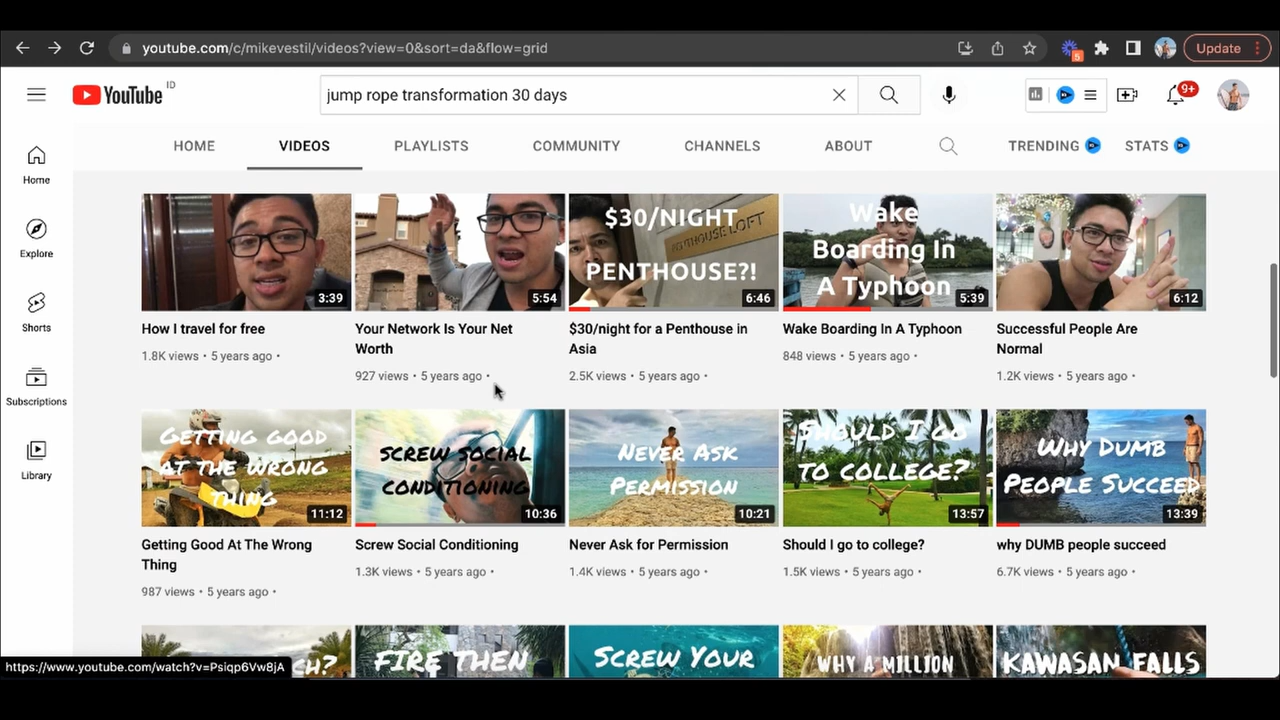 youtube.com/c/mikevestil/videos?view=0&sort=da&flow=grid
5
Update
YouTube ID
jump rope transformation 30 days
9+
HOME VIDEOS PLAYLISTS COMMUNITY CHANNELS ABOUT TRENDING STATS
Home
Explore
Shorts
Subscriptions
Library
3:39
How I travel for free
1.8K views • 5 years ago •
5:54
Your Network Is Your Net
Worth
927 views • 5 years ago •
$30/NIGHT
PENTHOUSE LOFT
PENTHOUSE?!
6:46
$30/night for a Penthouse in
Asia
2.5K views • 5 years ago •
Wake
Boarding In
A Typhoon
5:39
Wake Boarding In A Typhoon
848 views • 5 years ago •
6:12
Successful People Are
Normal
1.2K views • 5 years ago •
GETTING GOOD
AT THE WRONG
THING
11:12
Getting Good At The Wrong
Thing
987 views • 5 years ago •
SCREW SOCIAL
CONDITIONING
10:36
Screw Social Conditioning
1.3K views • 5 years ago •
NEVER ASK
PERMISSION
10:21
Never Ask for Permission
1.4K views • 5 years ago •
SHOULD I GO
TO COLLEGE?
13:57
Should I go to college?
1.5K views • 5 years ago •
WHY DUMB
PEOPLE SUCCEED
13:39
why DUMB people succeed
6.7K views • 5 years ago •
CH?
FIRE THEN
SCREW YOUR
WHY A MILLION
KAWASAN FALLS
https://www.youtube.com/watch?v=Psiqp6Vw8jA